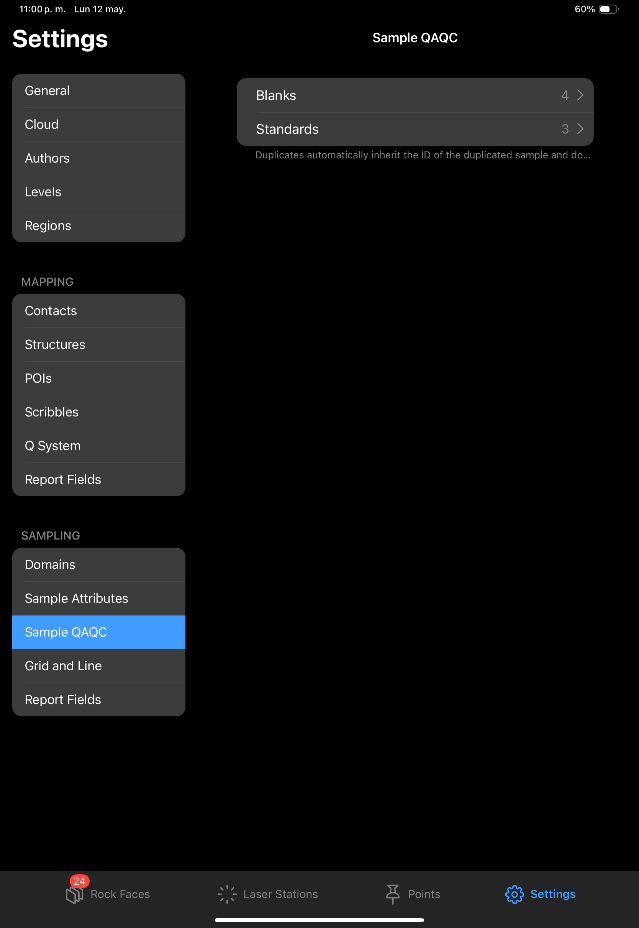 11:00 p. m.  Lun 12 may.
60%
Settings
Sample QAQC
General
Cloud
Authors
Levels
Regions
Blanks 4
Standards 3
Duplicates automatically inherit the ID of the duplicated sample and do...
MAPPING
Contacts
Structures
POIs
Scribbles
Q System
Report Fields
SAMPLING
Domains
Sample Attributes
Sample QAQC
Grid and Line
Report Fields
24
Rock Faces
Laser Stations
Points
Settings